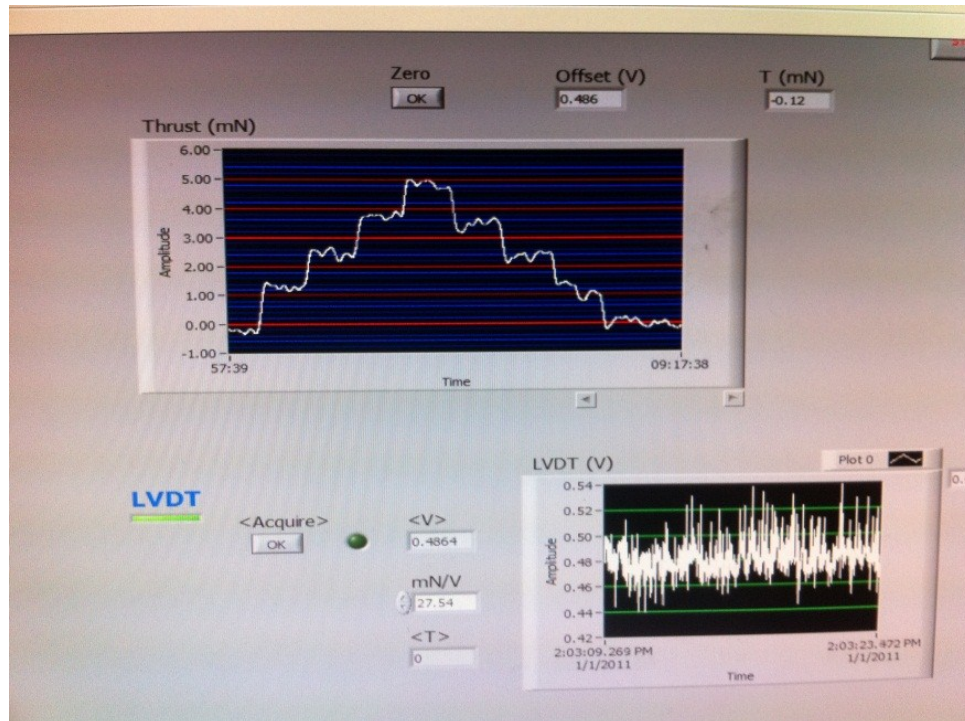 Zero
OK
Offset (V)
0.486
T (mN)
-0.12
Thrust (mN)
6.00
5.00
4.00
3.00
2.00
1.00
0.00
-1.00
Amplitude
57:39
09:17:38
Time
LVDT
<Acquire>
OK
<V>
0.4864
mN/V
27.54
<T>
0
LVDT (V)
Plot 0
0.54
0.52
0.50
0.48
0.46
0.44
0.42
Amplitude
2:03:09.269 PM
1/1/2011
2:03:23.472 PM
1/1/2011
Time
0.